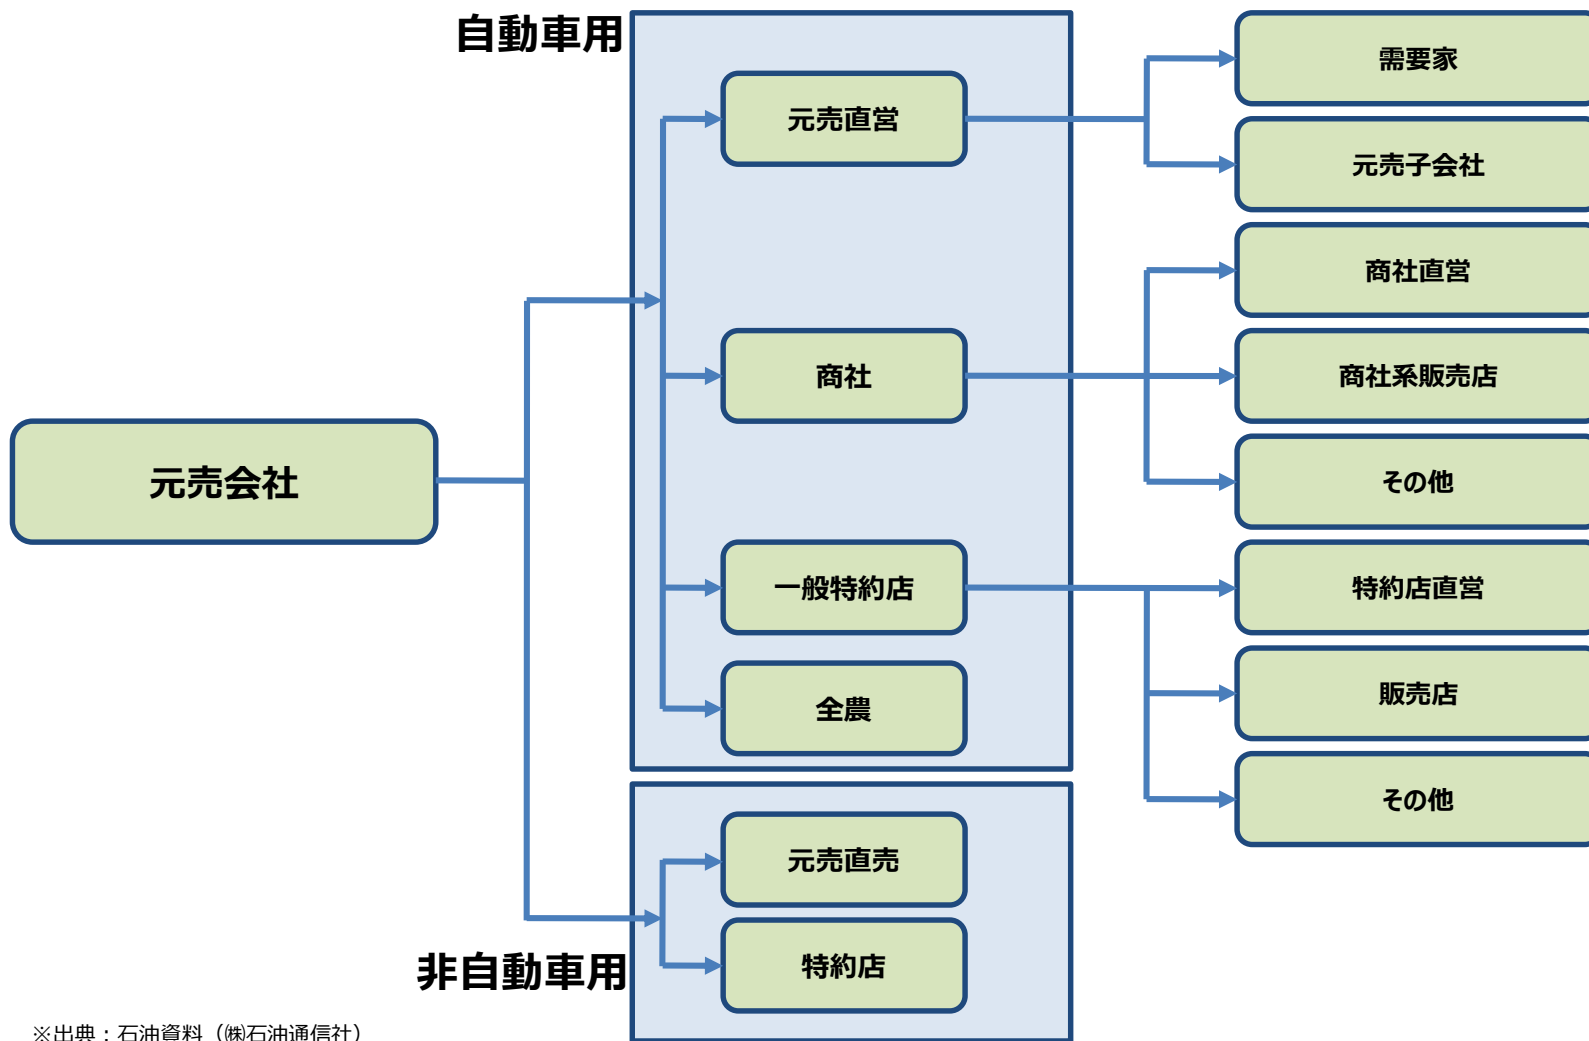 自動車用
元売会社
元売直営
商社
一般特約店
全農
需要家
元売子会社
商社直営
商社系販売店
その他
特約店直営
販売店
その他
非自動車用
元売直売
特約店
※出典：石油資料（㈱石油通信社）